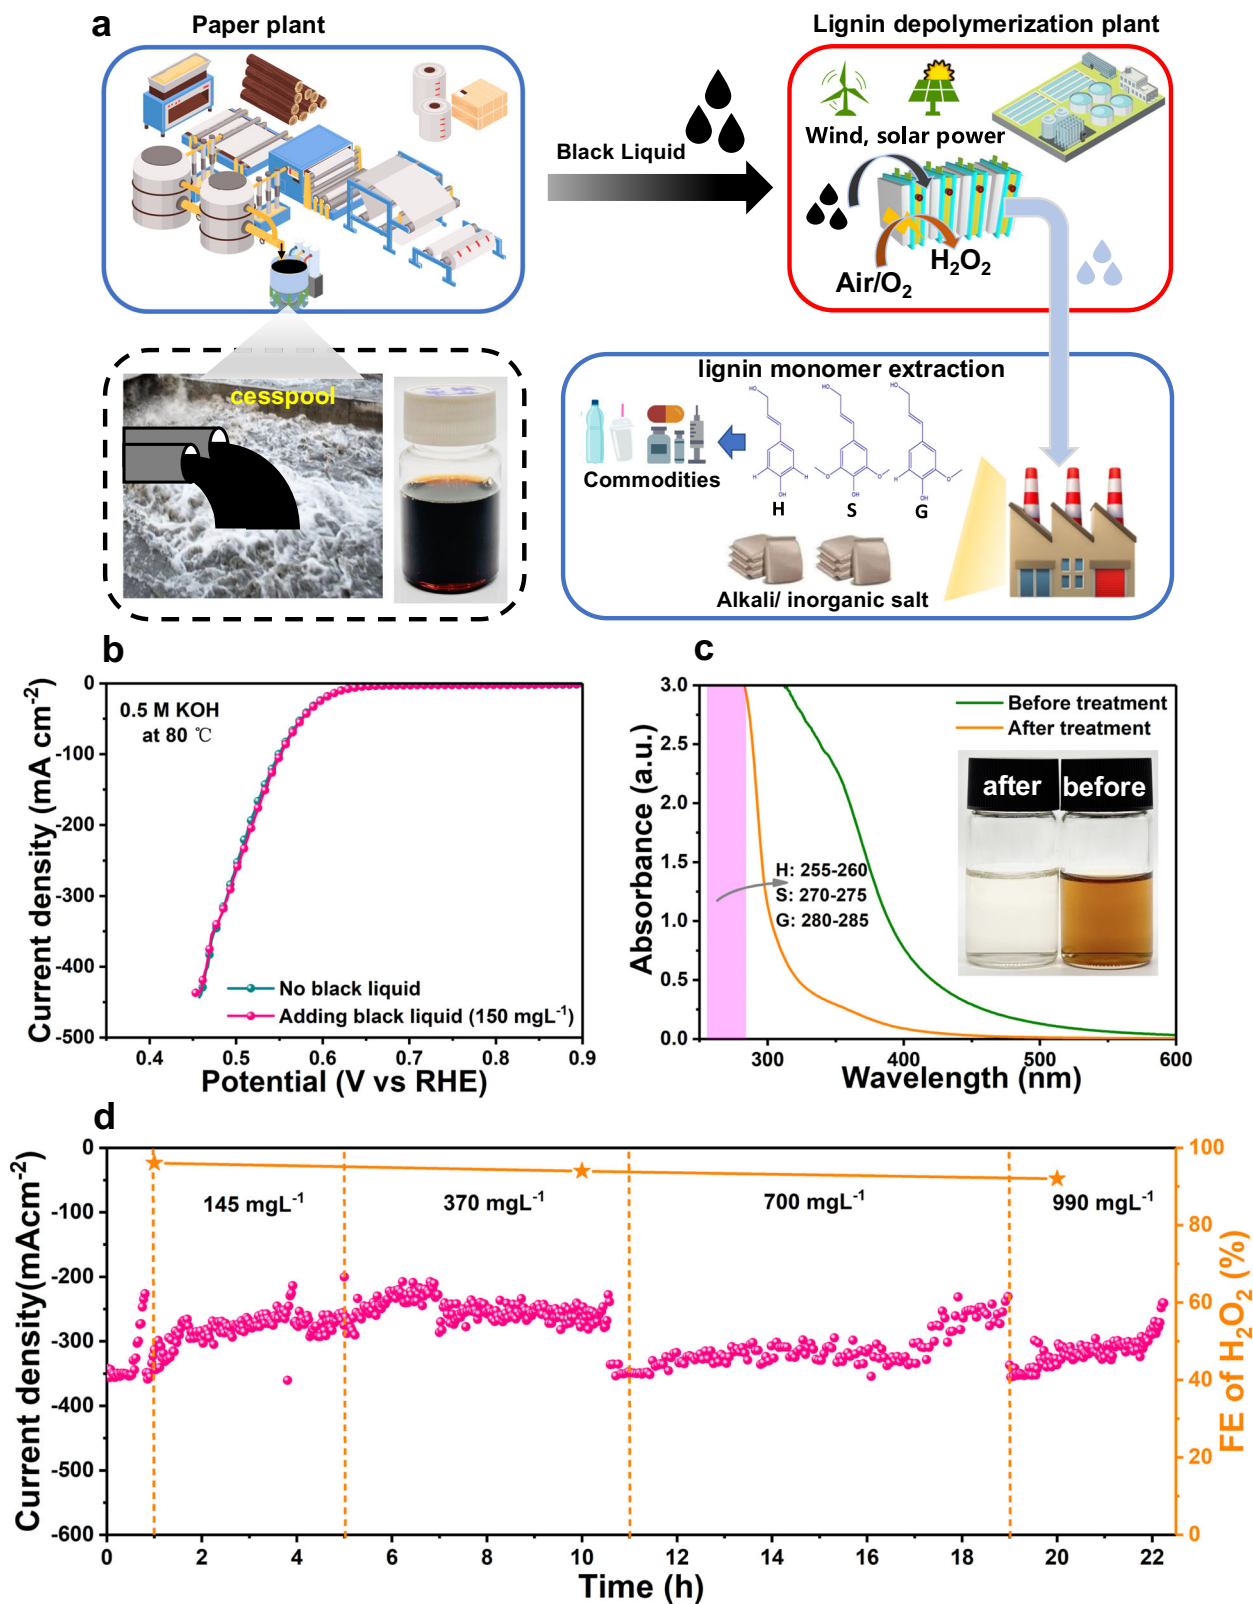 a
Paper plant
Lignin depolymerization plant
Wind, solar power
Black Liquid
H₂O₂
Air/O₂
cesspool
lignin monomer extraction
HO
HO
HO
H
H
O
O
H
O
OH
OH
OH
Commodities
H
S
G
Alkali/ inorganic salt
b
0.5 M KOH
at 80 ℃
No black liquid
Adding black liquid (150 mgL⁻¹)
Current density (mA cm⁻²)
0
-100
-200
-300
-400
-500
0.4 0.5 0.6 0.7 0.8 0.9
Potential (V vs RHE)
c
Before treatment
After treatment
after before
H: 255-260
S: 270-275
G: 280-285
Absorbance (a.u.)
3.0
2.5
2.0
1.5
1.0
0.5
0.0
300 400 500 600
Wavelength (nm)
d
145 mgL⁻¹ 370 mgL⁻¹ 700 mgL⁻¹ 990 mgL⁻¹
Current density(mAcm⁻²)
0
-100
-200
-300
-400
-500
-600
100
80
60
40
20
0
FE of H₂O₂ (%)
0 2 4 6 8 10 12 14 16 18 20 22
Time (h)